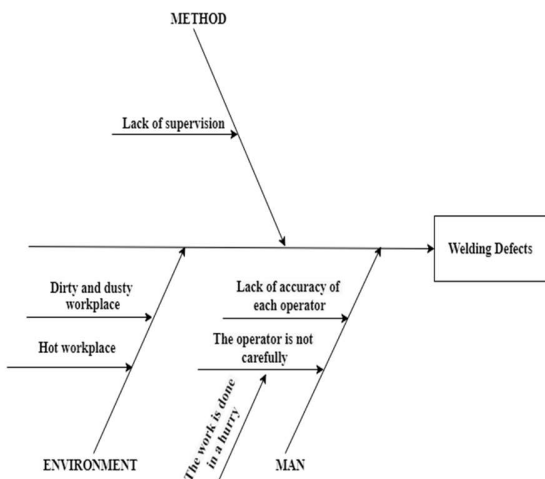 METHOD
Lack of supervision
Welding Defects
Dirty and dusty
workplace
Hot workplace
Lack of accuracy of
each operator
The operator is not
carefully
The work is done
in a hurry
ENVIRONMENT
MAN